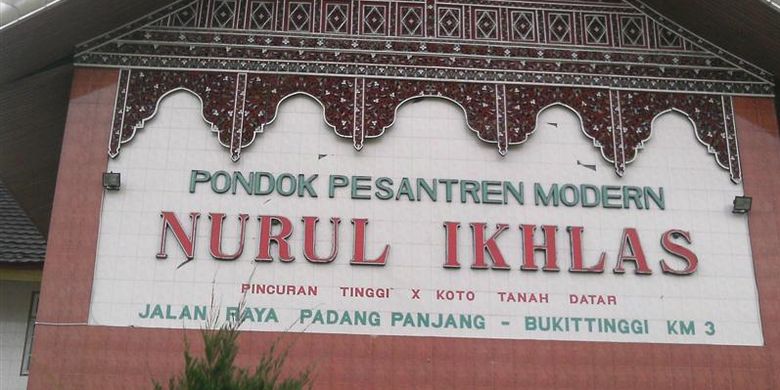 PONDOK PESANTREN MODERN
NURUL IKHLAS
PINCURAN TINGGI X KOTO TANAH DATAR
JALAN RAYA PADANG PANJANG - BUKITTINGGI KM 3